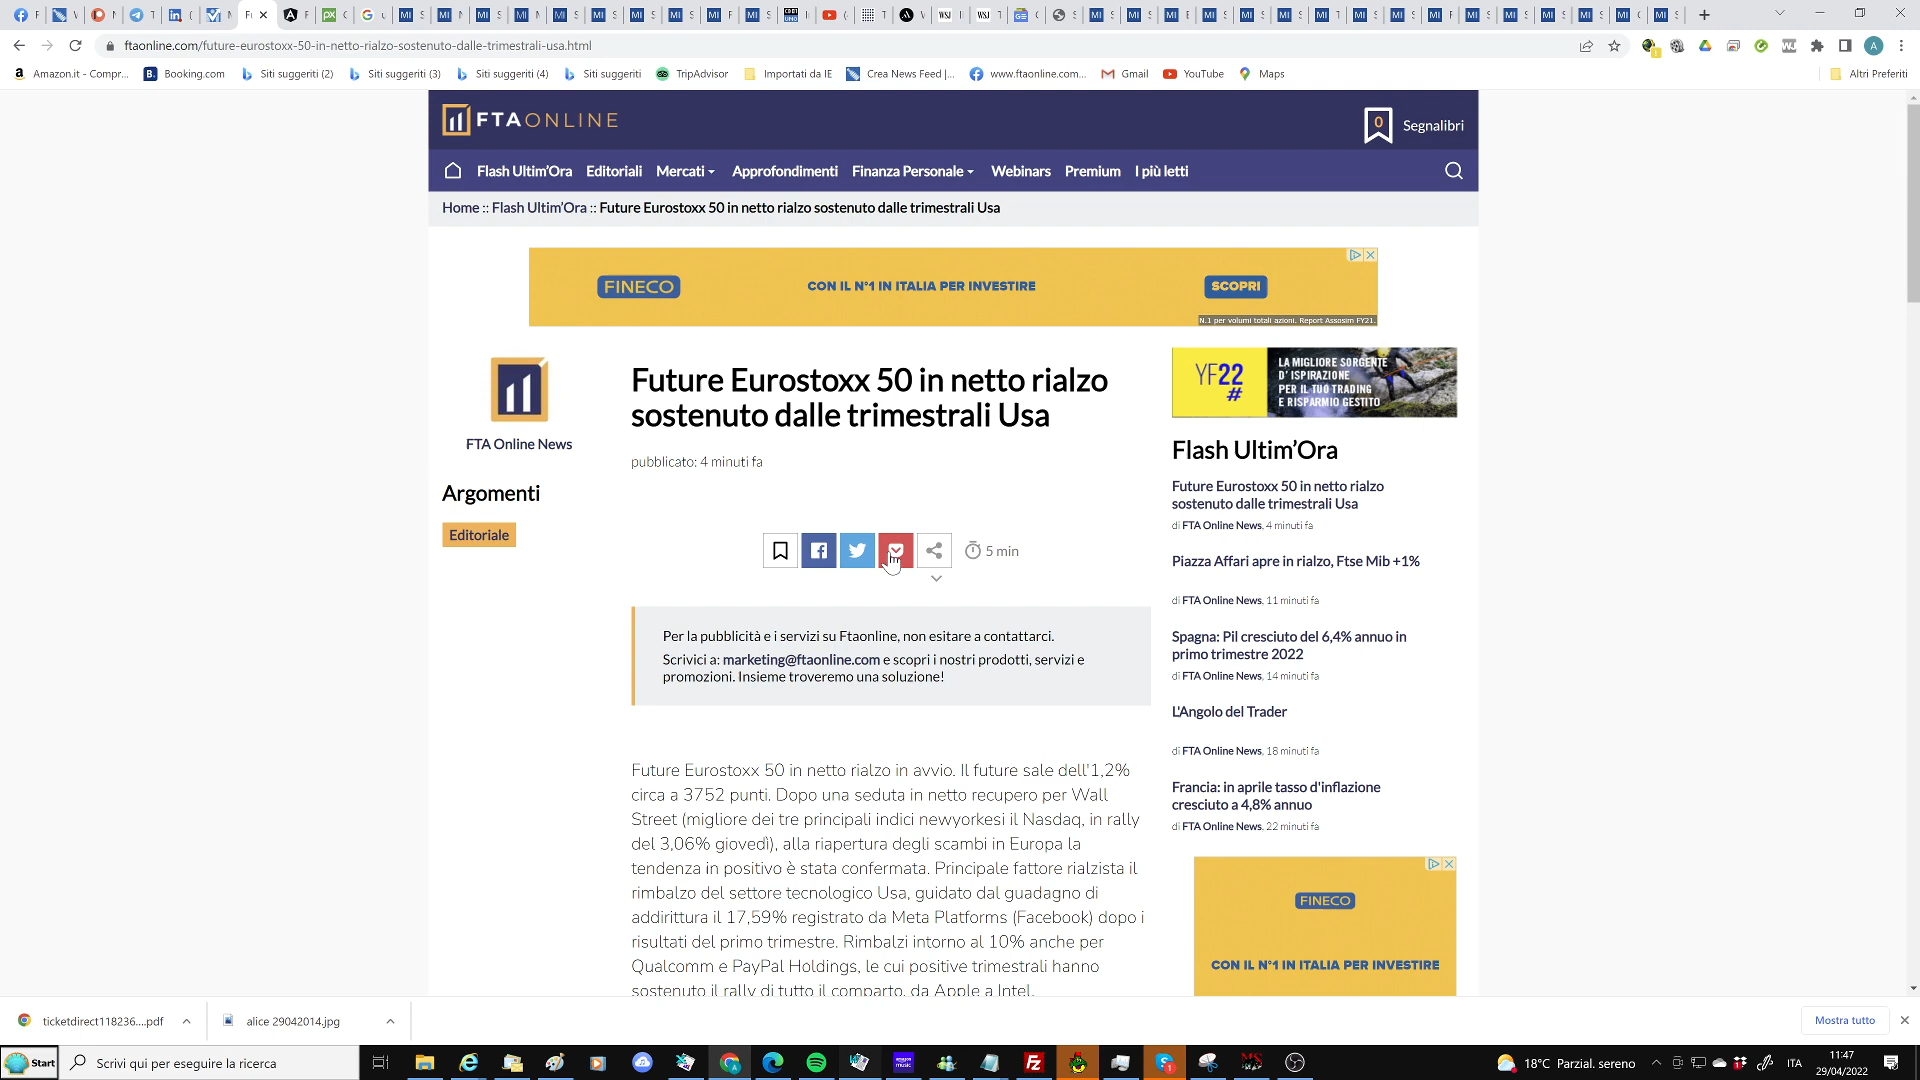 ftaonline.com/future-eurostoxx-50-in-netto-rialzo-sostenuto-dalle-trimestrali-usa.html
Amazon.it - Compr...
Booking.com
Siti suggeriti (2)
Siti suggeriti (3)
Siti suggeriti (4)
Siti suggeriti
TripAdvisor
Importati da IE
Crea News Feed |...
www.ftaonline.com...
Gmail
YouTube
Maps
Altri Preferiti
FTAONLINE
0
Segnalibri
Flash Ultim'Ora
Editoriali
Mercati
Approfondimenti
Finanza Personale
Webinars
Premium
I più letti
Home :: Flash Ultim'Ora :: Future Eurostoxx 50 in netto rialzo sostenuto dalle trimestrali Usa
FINECO
CON IL N°1 IN ITALIA PER INVESTIRE
SCOPRI
N.1 per volumi totali azioni. Report Assosim FY21.
FTA Online News
Argomenti
Editoriale
Future Eurostoxx 50 in netto rialzo
sostenuto dalle trimestrali Usa
pubblicato: 4 minuti fa
5 min
Per la pubblicità e i servizi su Ftaonline, non esitare a contattarci.
Scrivici a: marketing@ftaonline.com e scopri i nostri prodotti, servizi e
promozioni. Insieme troveremo una soluzione!
Future Eurostoxx 50 in netto rialzo in avvio. Il future sale dell'1,2%
circa a 3752 punti. Dopo una seduta in netto recupero per Wall
Street (migliore dei tre principali indici newyorkesi il Nasdaq, in rally
del 3,06% giovedì), alla riapertura degli scambi in Europa la
tendenza in positivo è stata confermata. Principale fattore rialzista il
rimbalzo del settore tecnologico Usa, guidato dal guadagno di
addirittura il 17,59% registrato da Meta Platforms (Facebook) dopo i
risultati del primo trimestre. Rimbalzi intorno al 10% anche per
Qualcomm e PayPal Holdings, le cui positive trimestrali hanno
sostenuto il rally di tutto il comparto, da Apple a Intel.
YF22
#
LA MIGLIORE SORGENTE
D'ISPIRAZIONE
PER IL TUO TRADING
E RISPARMIO GESTITO
Flash Ultim'Ora
Future Eurostoxx 50 in netto rialzo
sostenuto dalle trimestrali Usa
di FTA Online News, 4 minuti fa
Piazza Affari apre in rialzo, Ftse Mib +1%
di FTA Online News, 11 minuti fa
Spagna: Pil cresciuto del 6,4% annuo in
primo trimestre 2022
di FTA Online News, 14 minuti fa
L'Angolo del Trader
di FTA Online News, 18 minuti fa
Francia: in aprile tasso d'inflazione
cresciuto a 4,8% annuo
di FTA Online News, 22 minuti fa
FINECO
CON IL N°1 IN ITALIA PER INVESTIRE
ticketdirect118236....pdf
alice 29042014.jpg
Mostra tutto
Start
Scrivi qui per eseguire la ricerca
18°C Parzial. sereno
ITA
11:47
29/04/2022